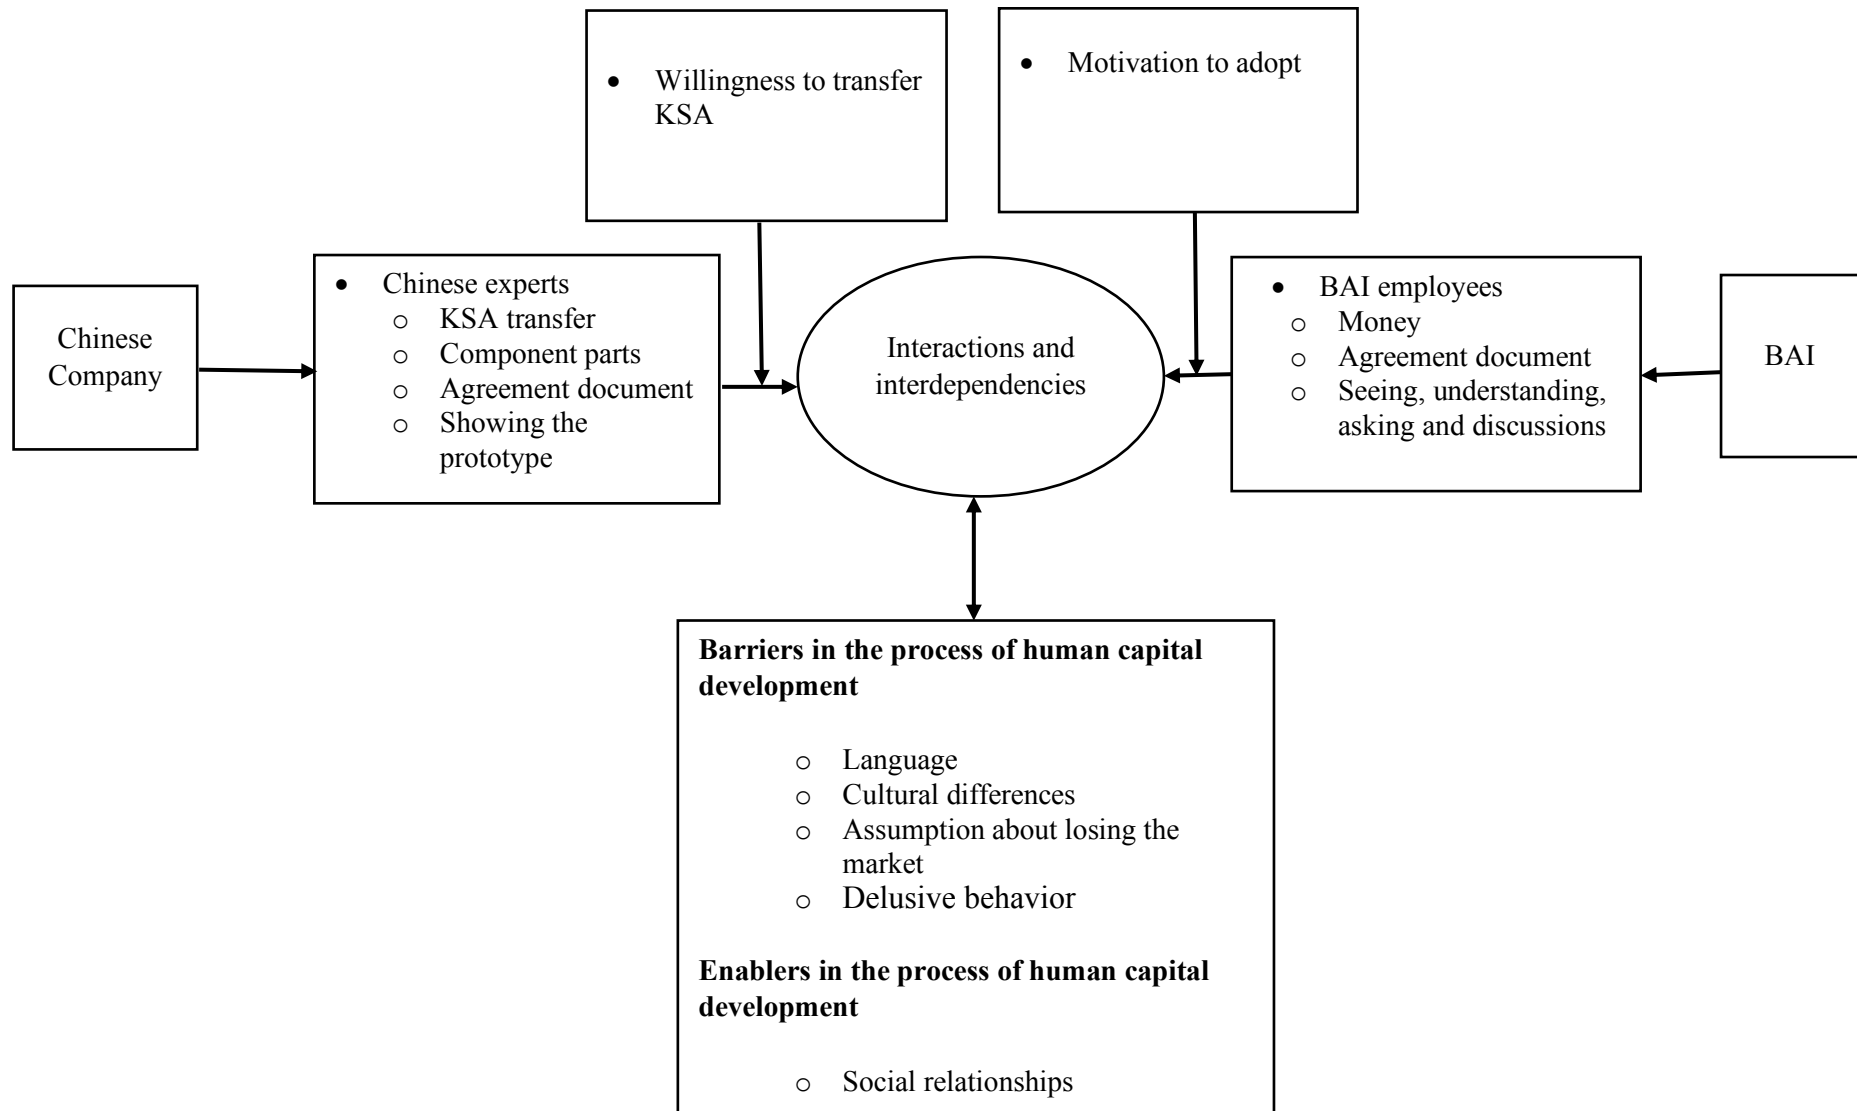 • Willingness to transfer
KSA
• Motivation to adopt
Chinese
Company
• Chinese experts
o KSA transfer
o Component parts
o Agreement document
o Showing the
prototype
Interactions and
interdependencies
• BAI employees
o Money
o Agreement document
o Seeing, understanding,
asking and discussions
BAI
Barriers in the process of human capital
development
o Language
o Cultural differences
o Assumption about losing the
market
o Delusive behavior
Enablers in the process of human capital
development
o Social relationships